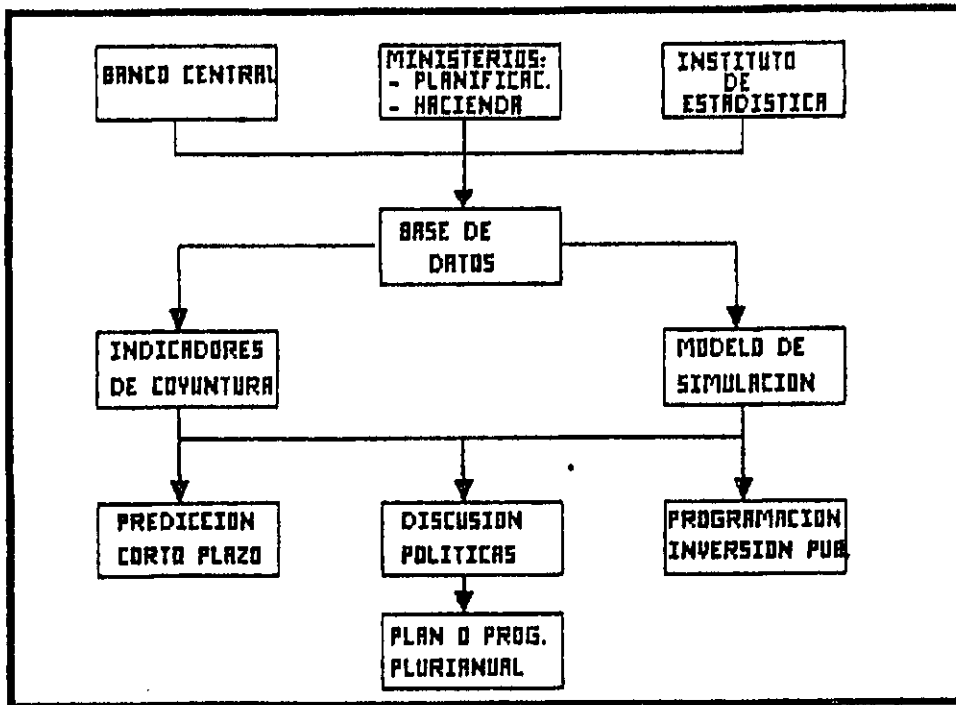 BANCO CENTRAL
MINISTERIOS:
- PLANIFICAC.
- HACIENDA
INSTITUTO
DE
ESTADISTICA
BASE DE
DATOS
INDICADORES
DE COYUNTURA
MODELO DE
SIMULACION
PREDICCION
CORTO PLAZO
DISCUSION
POLITICAS
PROGRAMACION
INVERSION PUB.
PLAN O PROG.
PLURIANUAL